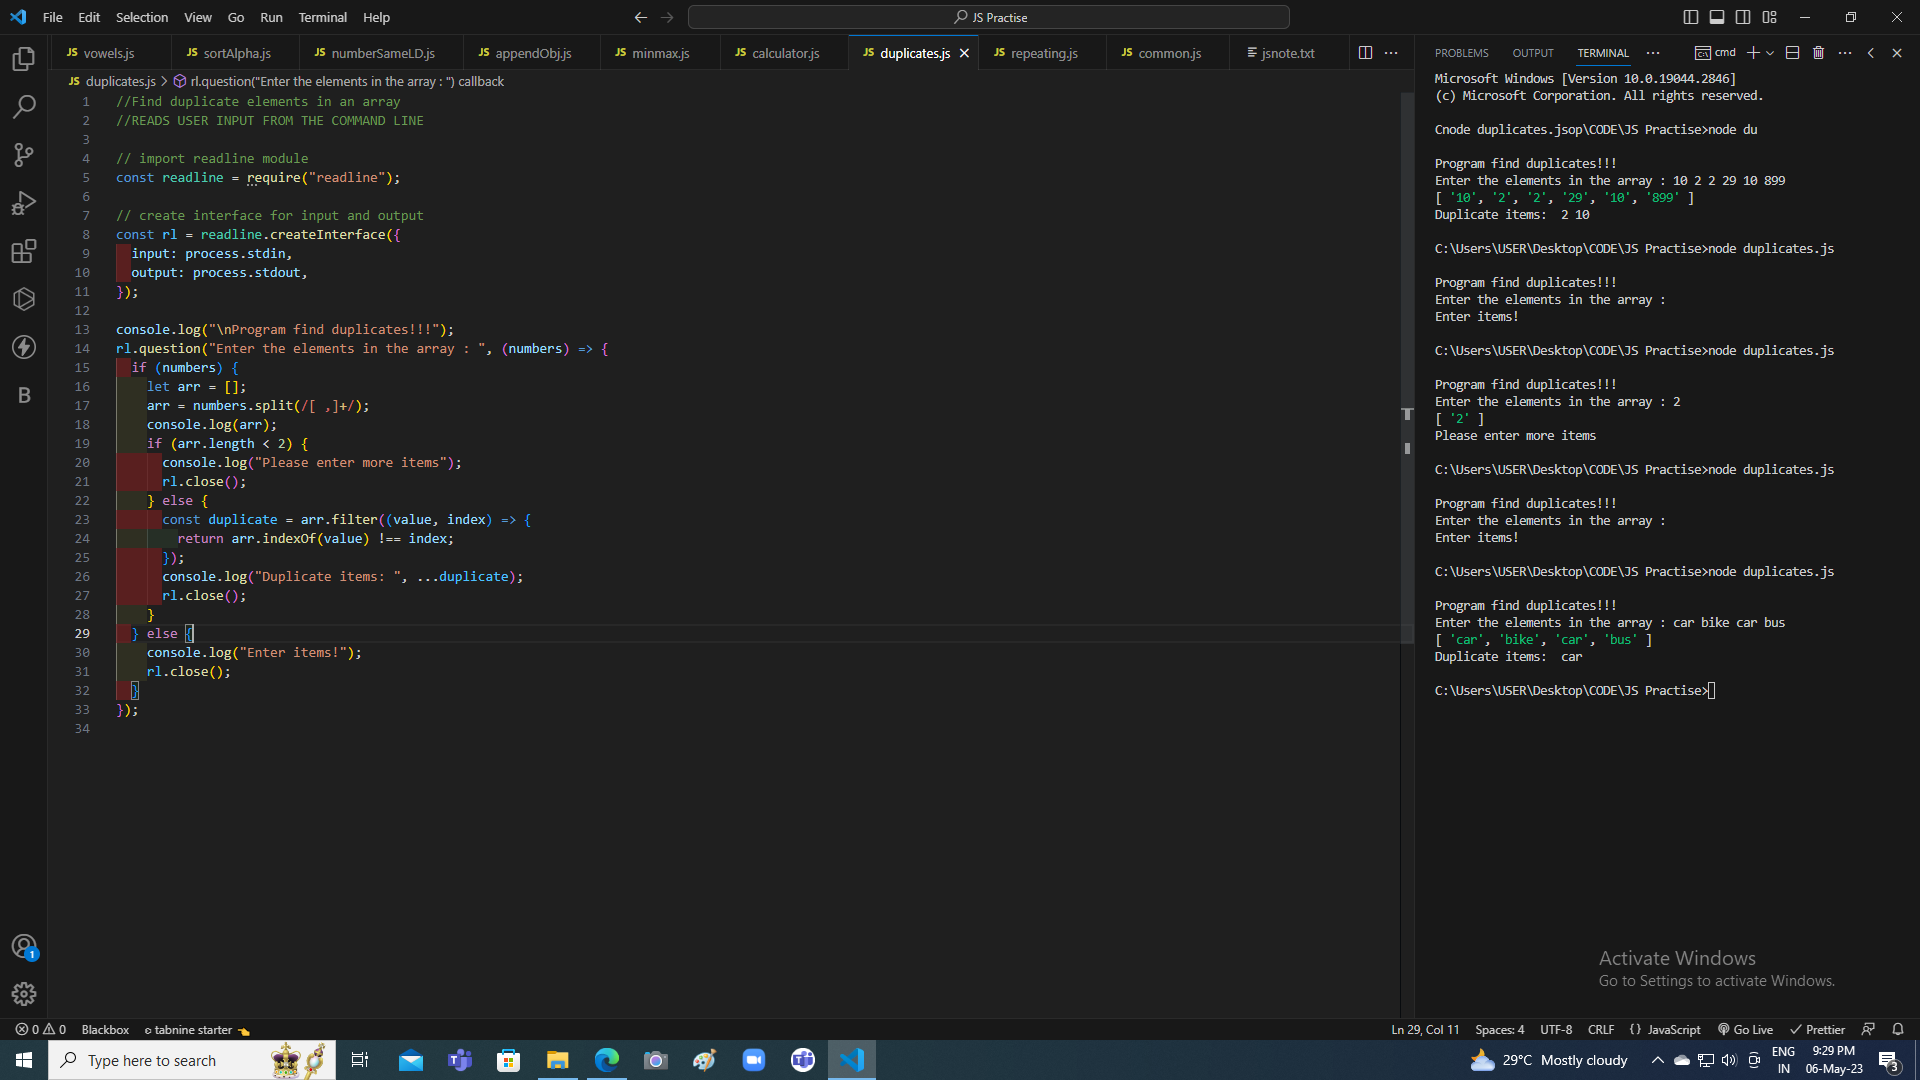 File Edit Selection View Go Run Terminal Help
JS Practise
JS vowels.js JS sortAlpha.js JS numberSameLD.js JS appendObj.js JS minmax.js JS calculator.js JS duplicates.js JS repeating.js JS common.js jsnote.txt
JS duplicates.js > rl.question("Enter the elements in the array : ") callback
1 //Find duplicate elements in an array
2 //READS USER INPUT FROM THE COMMAND LINE
3
4 // import readline module
5 const readline = require("readline");
6
7 // create interface for input and output
8 const rl = readline.createInterface({
9 input: process.stdin,
10 output: process.stdout,
11 });
12
13 console.log("\nProgram find duplicates!!!");
14 rl.question("Enter the elements in the array : ", (numbers) => {
15 if (numbers) {
16 let arr = [];
17 arr = numbers.split(/[ ,]+/);
18 console.log(arr);
19 if (arr.length < 2) {
20 console.log("Please enter more items");
21 rl.close();
22 } else {
23 const duplicate = arr.filter((value, index) => {
24 return arr.indexOf(value) !== index;
25 });
26 console.log("Duplicate items: ", ...duplicate);
27 rl.close();
28 }
29 } else {
30 console.log("Enter items!");
31 rl.close();
32 }
33 });
34
PROBLEMS OUTPUT TERMINAL ... cmd
Microsoft Windows [Version 10.0.19044.2846]
(c) Microsoft Corporation. All rights reserved.
Cnode duplicates.jsop\CODE\JS Practise>node du
Program find duplicates!!!
Enter the elements in the array : 10 2 2 29 10 899
[ '10', '2', '2', '29', '10', '899' ]
Duplicate items:  2 10
C:\Users\USER\Desktop\CODE\JS Practise>node duplicates.js
Program find duplicates!!!
Enter the elements in the array :
Enter items!
C:\Users\USER\Desktop\CODE\JS Practise>node duplicates.js
Program find duplicates!!!
Enter the elements in the array : 2
[ '2' ]
Please enter more items
C:\Users\USER\Desktop\CODE\JS Practise>node duplicates.js
Program find duplicates!!!
Enter the elements in the array :
Enter items!
C:\Users\USER\Desktop\CODE\JS Practise>node duplicates.js
Program find duplicates!!!
Enter the elements in the array : car bike car bus
[ 'car', 'bike', 'car', 'bus' ]
Duplicate items:  car
C:\Users\USER\Desktop\CODE\JS Practise>
B
1
Activate Windows
Go to Settings to activate Windows.
0 0 Blackbox tabnine starter Ln 29, Col 11 Spaces: 4 UTF-8 CRLF {} JavaScript Go Live Prettier
Type here to search 29°C Mostly cloudy ENG IN 9:29 PM 06-May-23 3